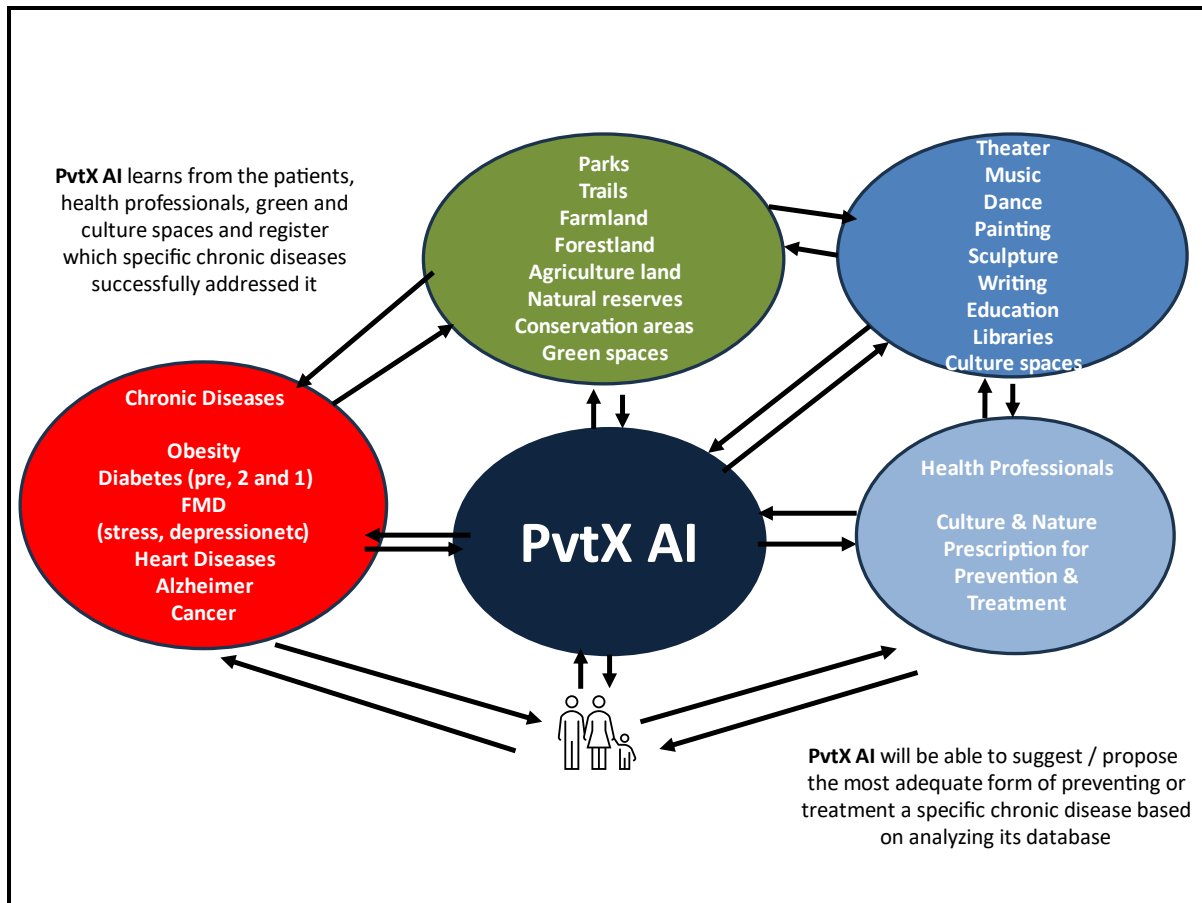 PvtX AI learns from the patients,
health professionals, green and
culture spaces and register
which specific chronic diseases
successfully addressed it
Parks
Trails
Farmland
Forestland
Agriculture land
Natural reserves
Conservation areas
Green spaces
Theater
Music
Dance
Painting
Sculpture
Writing
Education
Libraries
Culture spaces
Chronic Diseases
Obesity
Diabetes (pre, 2 and 1)
FMD
(stress, depressionetc)
Heart Diseases
Alzheimer
Cancer
PvtX AI
Health Professionals
Culture & Nature
Prescription for
Prevention &
Treatment
PvtX AI will be able to suggest / propose
the most adequate form of preventing or
treatment a specific chronic disease based
on analyzing its database